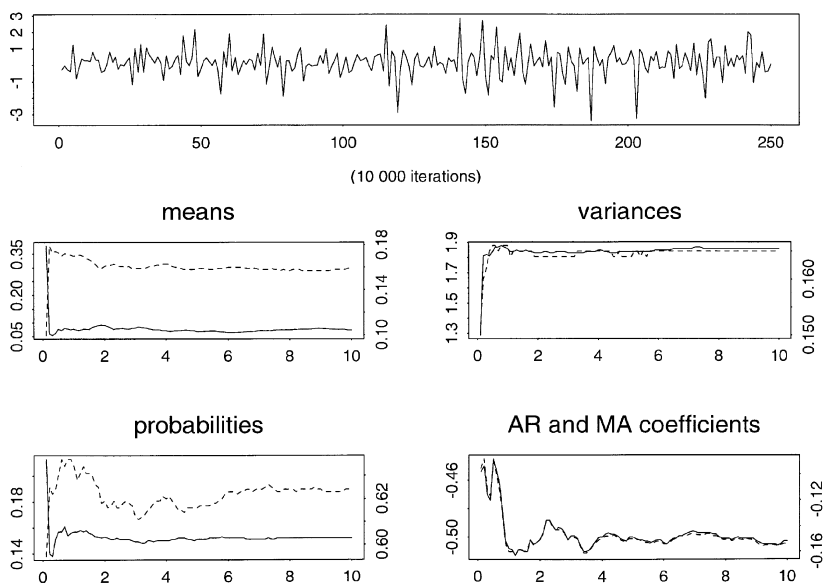 -3 -1 1 2 3
0 50 100 150 200 250
(10 000 iterations)
means
variances
0.05 0.20 0.35
0.10 0.14 0.18
0 2 4 6 8 10
1.3 1.5 1.7 1.9
0.150 0.160
0 2 4 6 8 10
probabilities
AR and MA coefficients
0.14 0.18
0.60 0.62
0 2 4 6 8 10
-0.50 -0.46
-0.16 -0.12
0 2 4 6 8 10